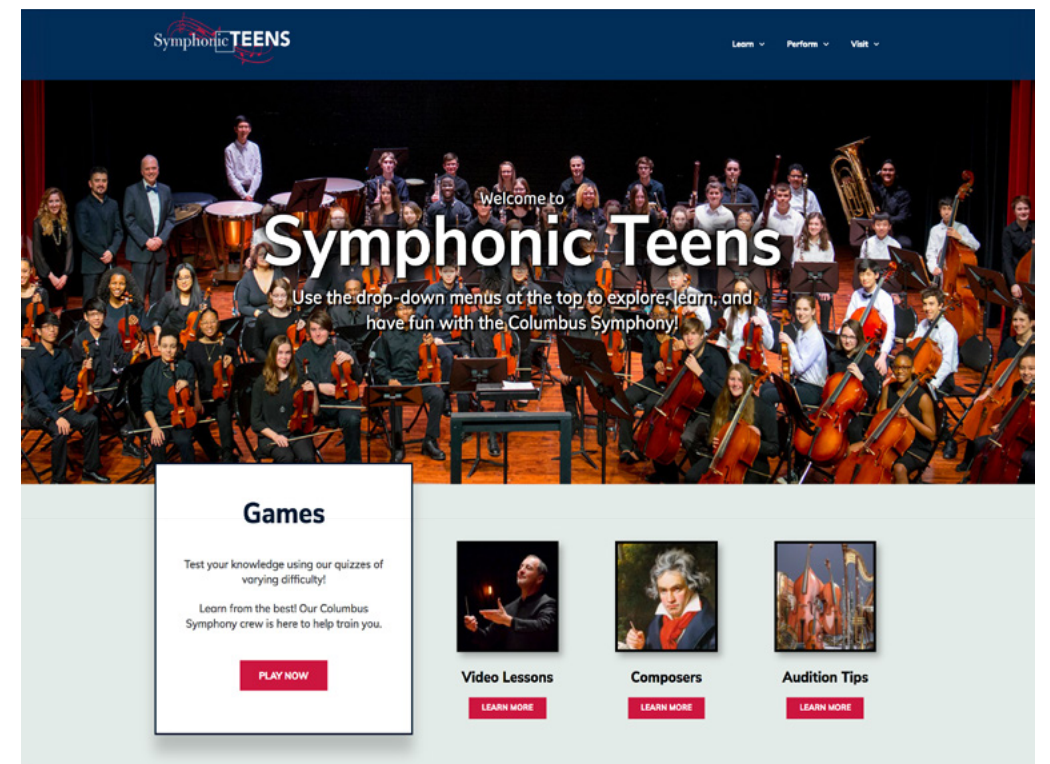 Symphonic TEENS
Learn
Perform
Visit
Welcome to
Symphonic Teens
Use the drop-down menus at the top to explore, learn, and
have fun with the Columbus Symphony!
Games
Test your knowledge using our quizzes of
varying difficulty!
Learn from the best! Our Columbus
Symphony crew is here to help train you.
PLAY NOW
Video Lessons
LEARN MORE
Composers
LEARN MORE
Audition Tips
LEARN MORE